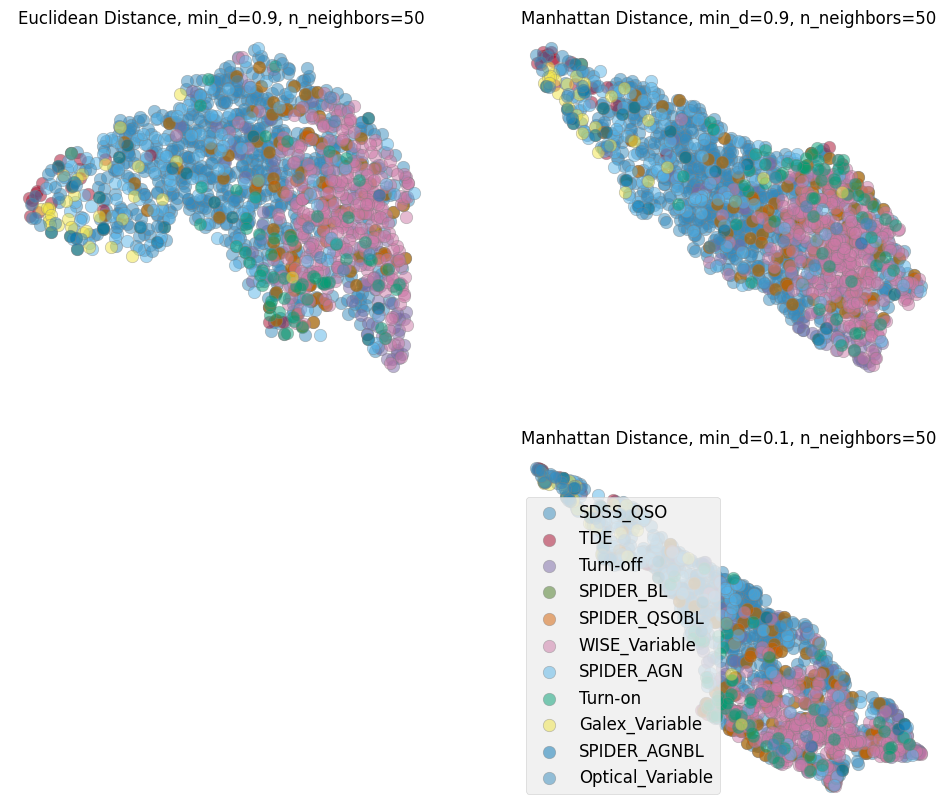 Euclidean Distance, min_d=0.9, n_neighbors=50
Manhattan Distance, min_d=0.9, n_neighbors=50
Manhattan Distance, min_d=0.1, n_neighbors=50
SDSS_QSO
TDE
Turn-off
SPIDER_BL
SPIDER_QSOBL
WISE_Variable
SPIDER_AGN
Turn-on
Galex_Variable
SPIDER_AGNBL
Optical_Variable